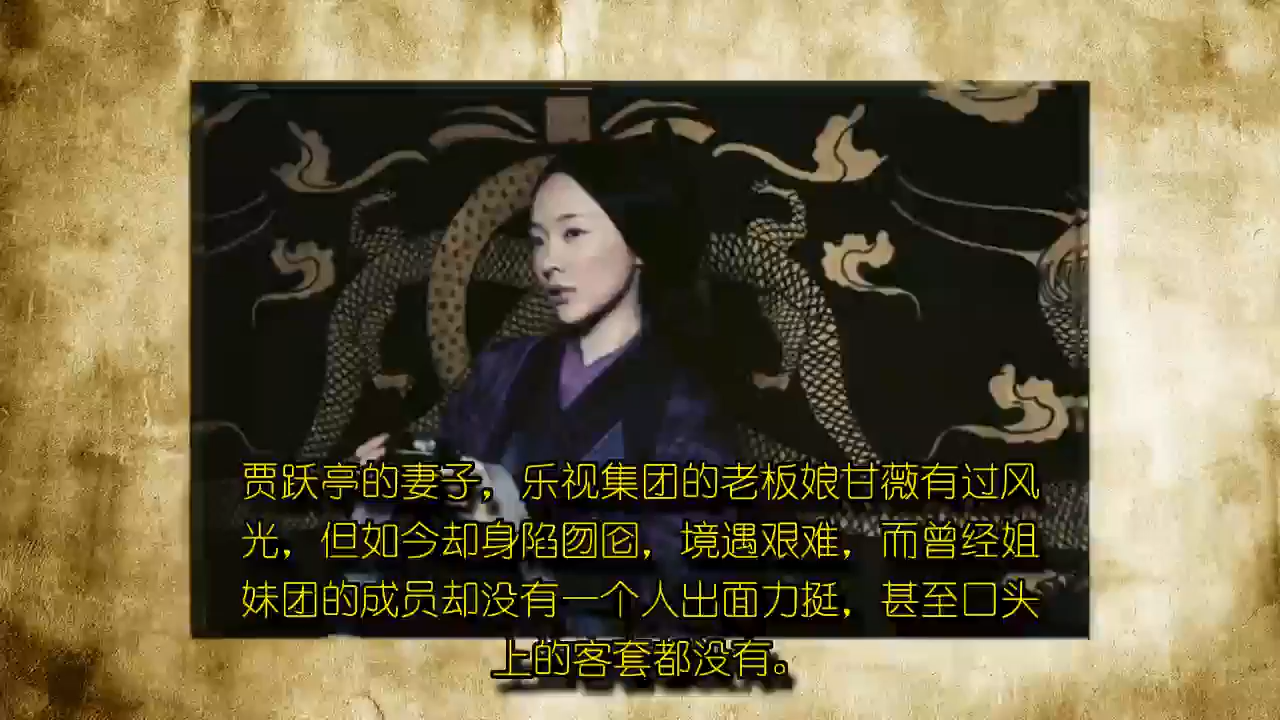 贾跃亭的妻子，乐视集团的老板娘甘薇有过风
光，但如今却身陷囫囵，境遇艰难，而曾经姐
妹团的成员却没有一个人出面力挺，甚至口头
上的客套都没有。